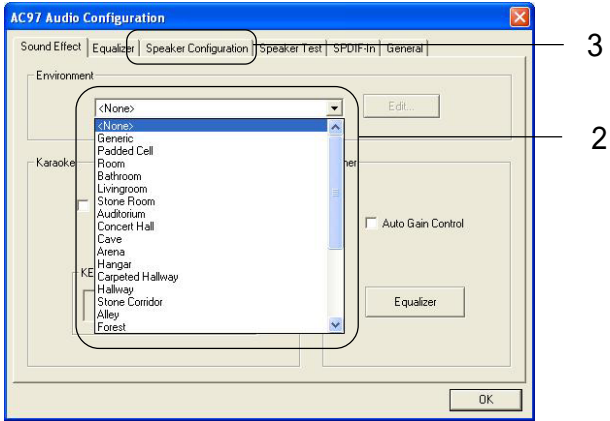 AC97 Audio Configuration
Sound Effect Equalizer Speaker Configuration Speaker Test SPDIF-In General
3
Environment
<None>
Edit...
2
<None>
Generic
Padded Cell
Room
Bathroom
Livingroom
Stone Room
Auditorium
Concert Hall
Cave
Arena
Hangar
Carpeted Hallway
Hallway
Stone Corridor
Alley
Forest
Karaoke
KE
her
Auto Gain Control
Equalizer
OK